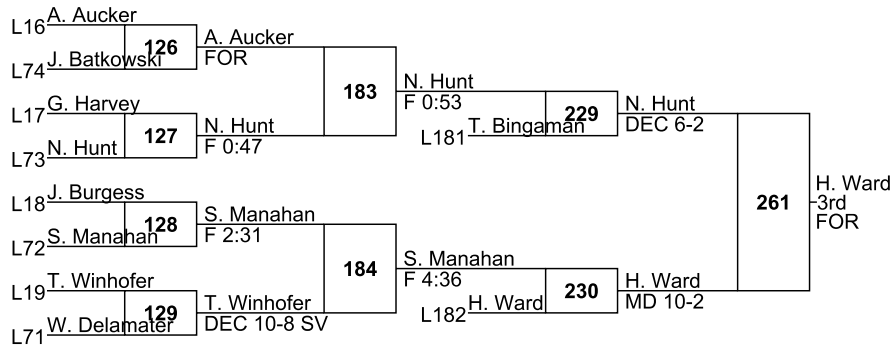 L16 A. Aucker
126
L74 J. Batkowski
A. Aucker
FOR
L17 G. Harvey
127
L73 N. Hunt
N. Hunt
F 0:47
183
N. Hunt
F 0:53
L181 T. Bingaman
229
N. Hunt
DEC 6-2
L18 J. Burgess
128
L72 S. Manahan
S. Manahan
F 2:31
L19 T. Winhofer
129
L71 W. Delamater
T. Winhofer
DEC 10-8 SV
184
S. Manahan
F 4:36
L182 H. Ward
230
H. Ward
MD 10-2
261
H. Ward
3rd
FOR